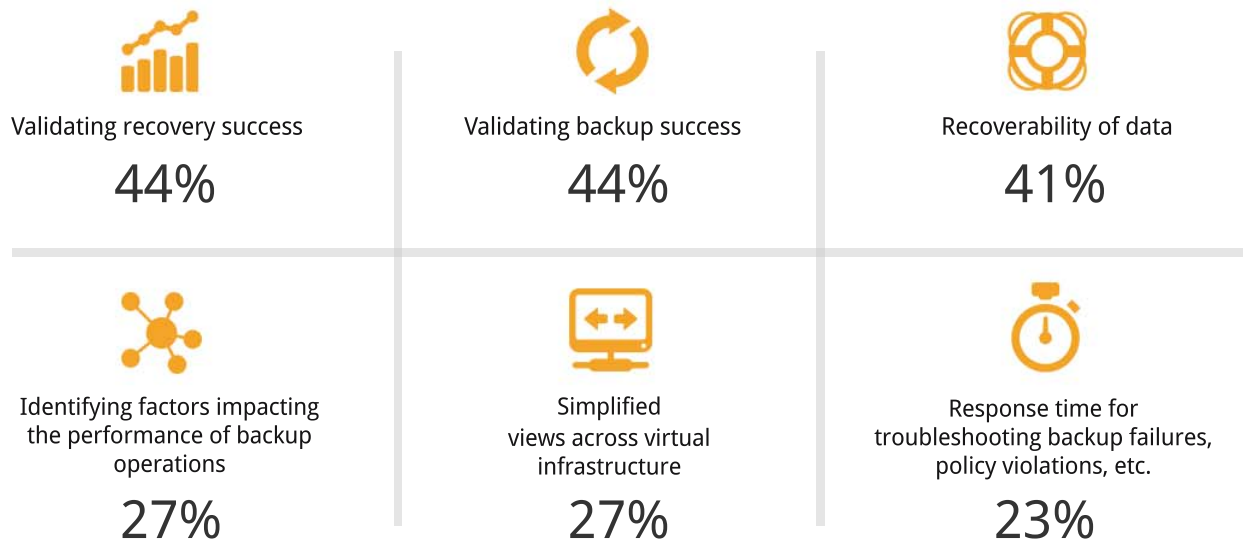 Validating recovery success
44%
Validating backup success
44%
Recoverability of data
41%
Identifying factors impacting
the performance of backup
operations
27%
Simplified
views across virtual
infrastructure
27%
Response time for
troubleshooting backup failures,
policy violations, etc.
23%